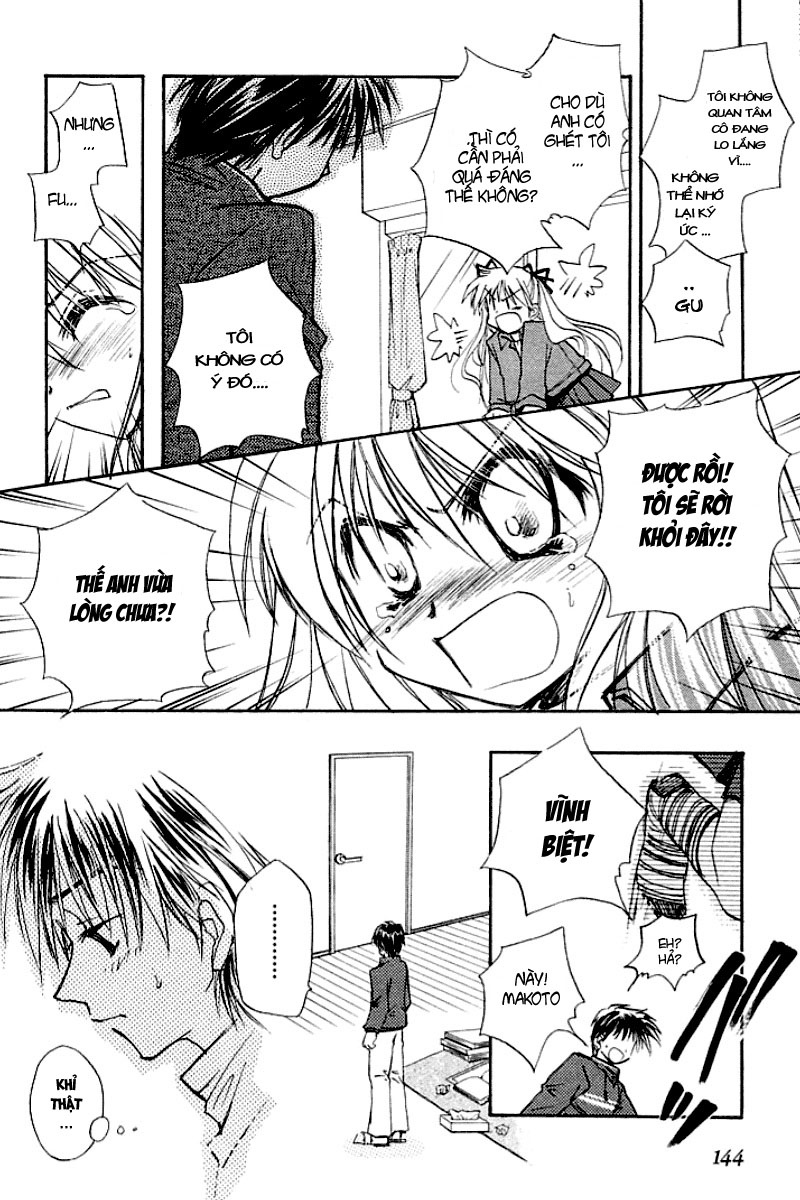 TÔI KHÔNG
QUAN TÂM
CÔ ĐANG
LO LẮNG
VÌ....
KHÔNG
THỂ NHỚ
LẠI KÝ
ỨC ...
..
GU
CHO DÙ
ANH CÓ
GHÉT TÔI
...
THÌ CÓ
CẦN PHẢI
QUÁ ĐÁNG
THẾ KHÔNG?
TÔI
KHÔNG CÓ
Ý ĐÓ....
NHƯNG
...
FU...
ĐƯỢC RỒI!
TÔI SẼ RỜI
KHỎI ĐÂY!!
THẾ ANH VỪA
LÒNG CHƯA?!
VĨNH
BIỆT!
EH?
HẢ?
NÀY!
MAKOTO
..........
KHỈ
THẬT
...
144